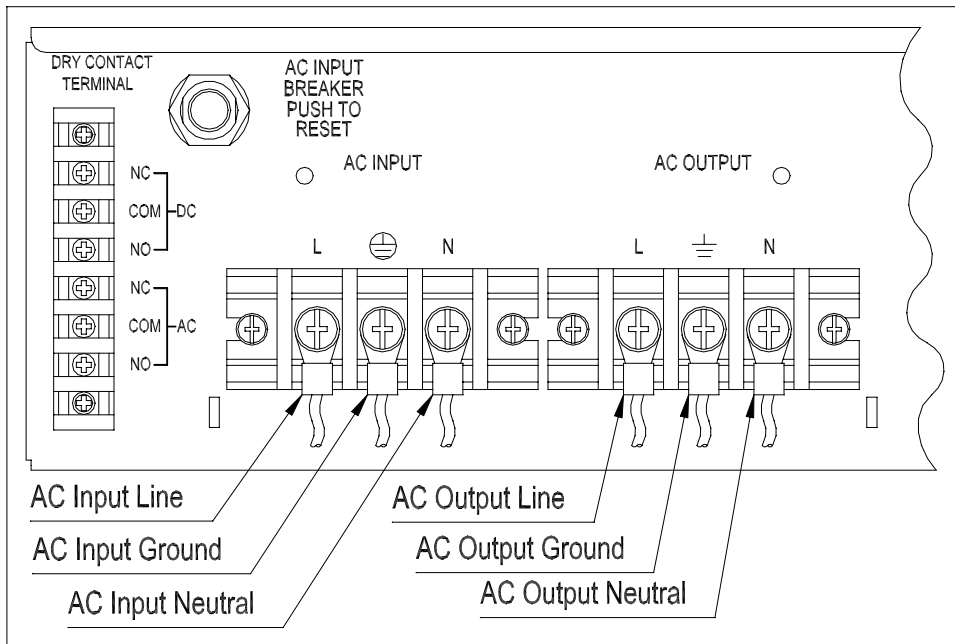 DRY CONTACT
TERMINAL
AC INPUT
BREAKER
PUSH TO
RESET
AC INPUT
AC OUTPUT
NC
COM
DC
NO
NC
COM
AC
NO
L
N
L
N
AC Input Line
AC Input Ground
AC Input Neutral
AC Output Line
AC Output Ground
AC Output Neutral